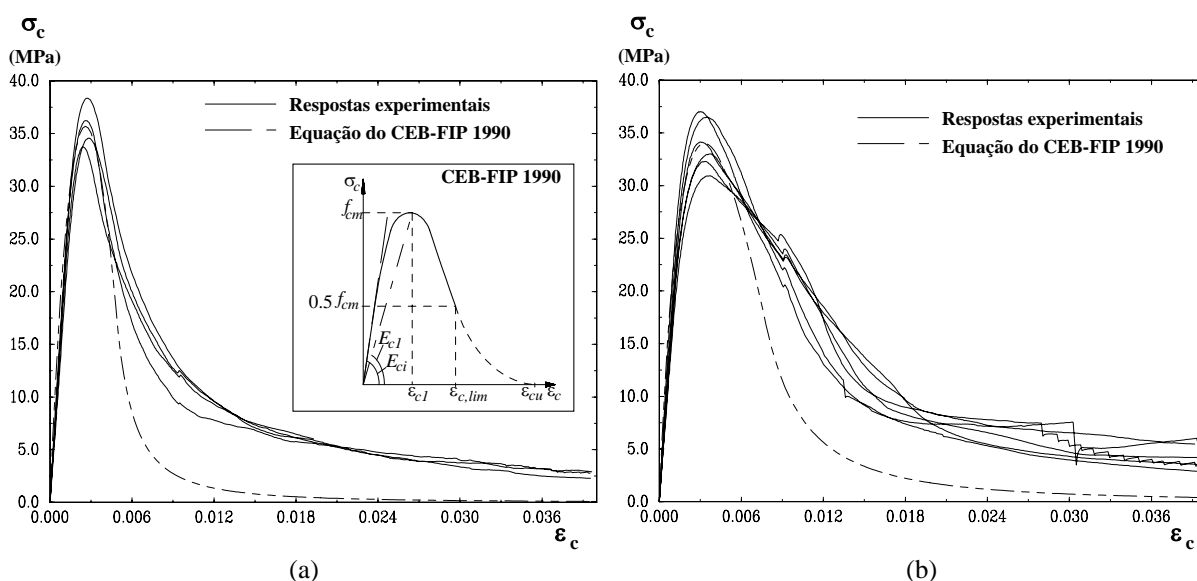 σc
(MPa)
40.0
35.0
30.0
25.0
20.0
15.0
10.0
5.0
0.0
0.000 0.006 0.012 0.018 0.024 0.030 0.036
εc
Respostas experimentais
Equação do CEB-FIP 1990
CEB-FIP 1990
σc
fcm
0.5 fcm
Ec1
Eci
εc1 εc,lim εcu εc
(a)
σc
(MPa)
40.0
35.0
30.0
25.0
20.0
15.0
10.0
5.0
0.0
0.000 0.006 0.012 0.018 0.024 0.030 0.036
εc
Respostas experimentais
Equação do CEB-FIP 1990
(b)